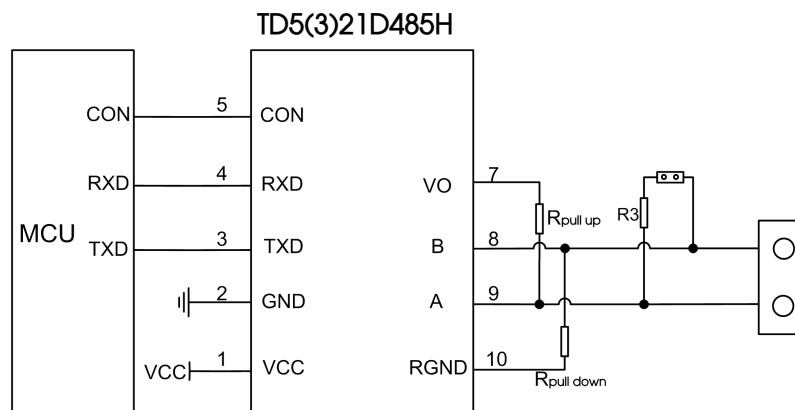 TD5(3)21D485H
CON 5 CON
RXD 4 RXD
VO 7
MCU
TXD 3 TXD
Rpull up
R3
B 8
2 GND
A 9
VCC 1 VCC
RGND 10
Rpull down